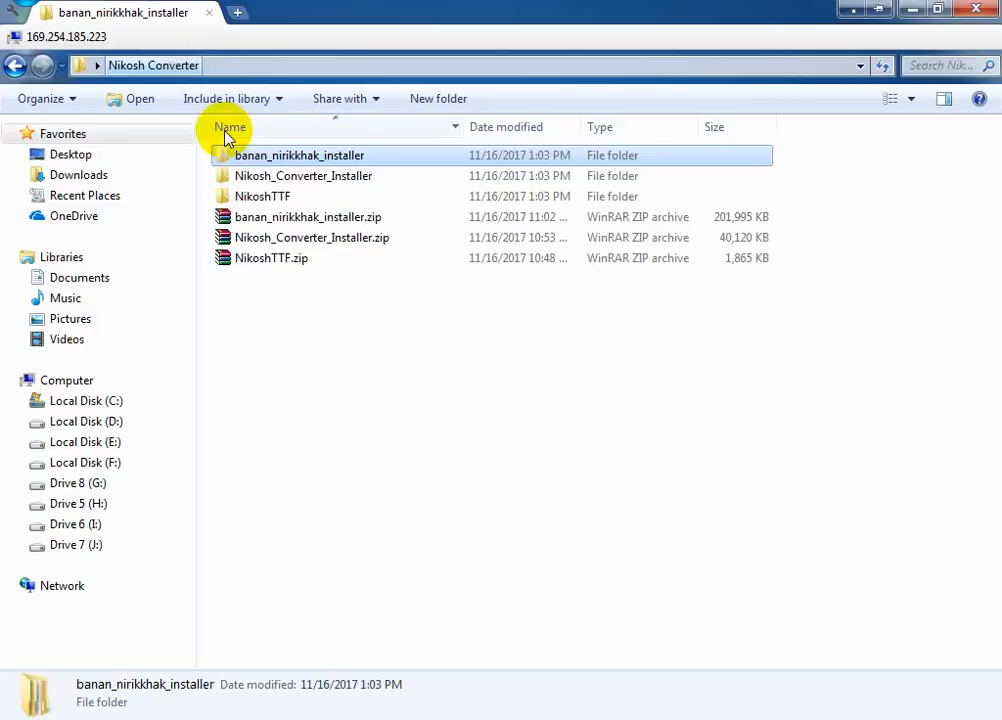 banan_nirikkhak_installer
169.254.185.223
Nikosh Converter
Search Nik...
Organize Open Include in library Share with New folder
Name Date modified Type Size
banan_nirikkhak_installer 11/16/2017 1:03 PM File folder
Nikosh_Converter_Installer 11/16/2017 1:03 PM File folder
NikoshTTF 11/16/2017 1:03 PM File folder
banan_nirikkhak_installer.zip 11/16/2017 11:02 ... WinRAR ZIP archive 201,995 KB
Nikosh_Converter_Installer.zip 11/16/2017 10:53 ... WinRAR ZIP archive 40,120 KB
NikoshTTF.zip 11/16/2017 10:48 ... WinRAR ZIP archive 1,865 KB
Favorites
Desktop
Downloads
Recent Places
OneDrive
Libraries
Documents
Music
Pictures
Videos
Computer
Local Disk (C:)
Local Disk (D:)
Local Disk (E:)
Local Disk (F:)
Drive 8 (G:)
Drive 5 (H:)
Drive 6 (I:)
Drive 7 (J:)
Network
banan_nirikkhak_installer Date modified: 11/16/2017 1:03 PM
File folder